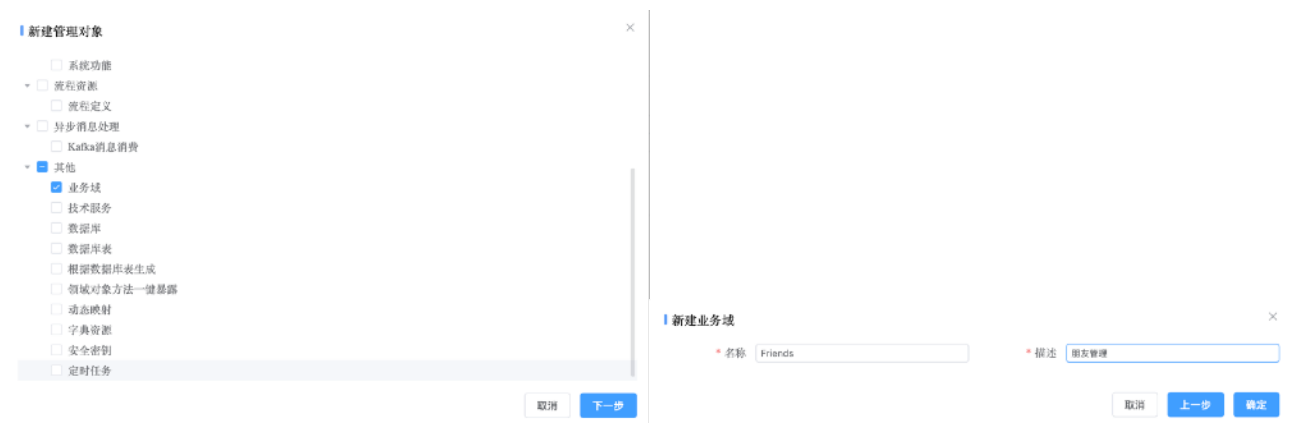 新建管理对象
系统功能
流程资源
流程定义
异步消息处理
Kafka消息消费
其他
业务域
技术服务
数据库
数据库表
根据数据库表生成
领域对象方法一键暴露
动态映射
字典资源
安全密钥
定时任务
取消 下一步
新建业务域
* 名称 Friends * 描述 朋友管理
取消 上一步 确定